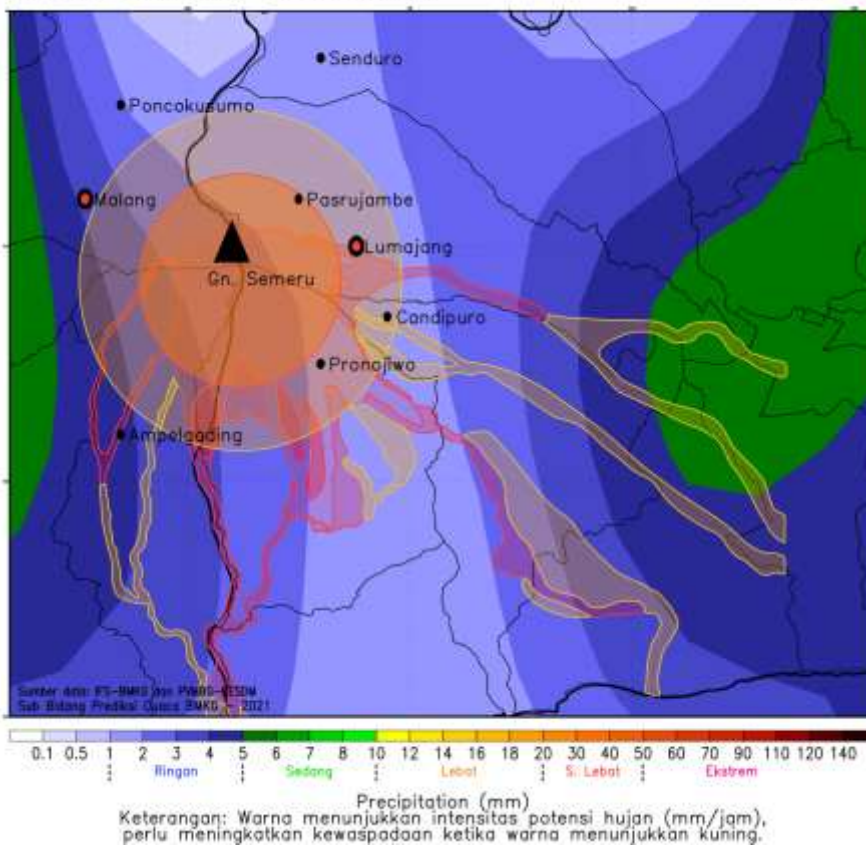 Senduro
Poncokusumo
Malang
Pasrujambe
Lumajang
Gn. Semeru
Candipuro
Pronojiwo
Ampelgading
Sumber data: IFS-BMKG dan PVMBG-ESDM
Sub Bidang Prediksi Cuaca BMKG - 2021
0.1 0.5 1 2 3 4 5 6 7 8 10 12 14 16 18 20 30 40 50 60 70 90 110 120 140
Ringan Sedang Lebat S. Lebat Ekstrem
Precipitation (mm)
Keterangan: Warna menunjukkan intensitas potensi hujan (mm/jam),
perlu meningkatkan kewaspadaan ketika warna menunjukkan kuning.